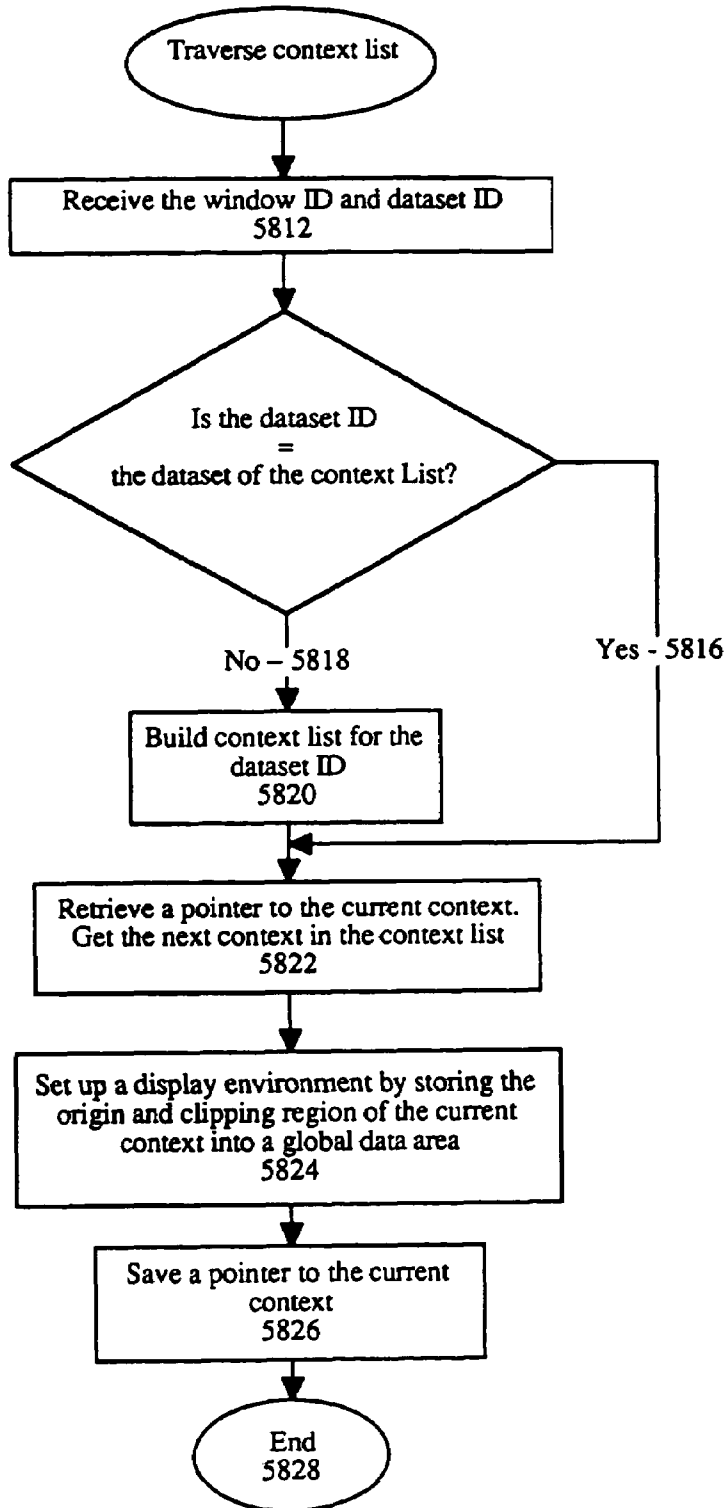 Traverse context list
Receive the window ID and dataset ID
5812
Is the dataset ID
=
the dataset of the context List?
No – 5818
Yes - 5816
Build context list for the
dataset ID
5820
Retrieve a pointer to the current context.
Get the next context in the context list
5822
Set up a display environment by storing the
origin and clipping region of the current
context into a global data area
5824
Save a pointer to the current
context
5826
End
5828